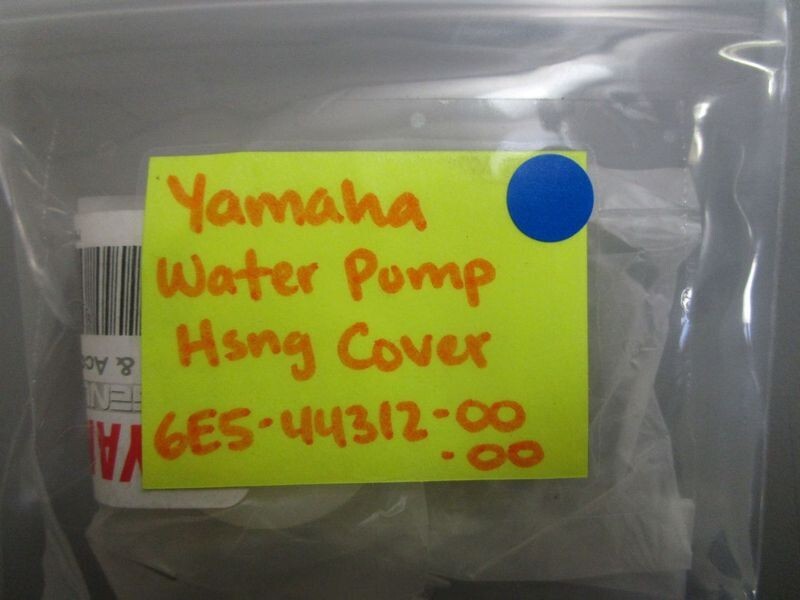 Yamaha
Water Pump
Hsng Cover
6E5-44312-00
-00